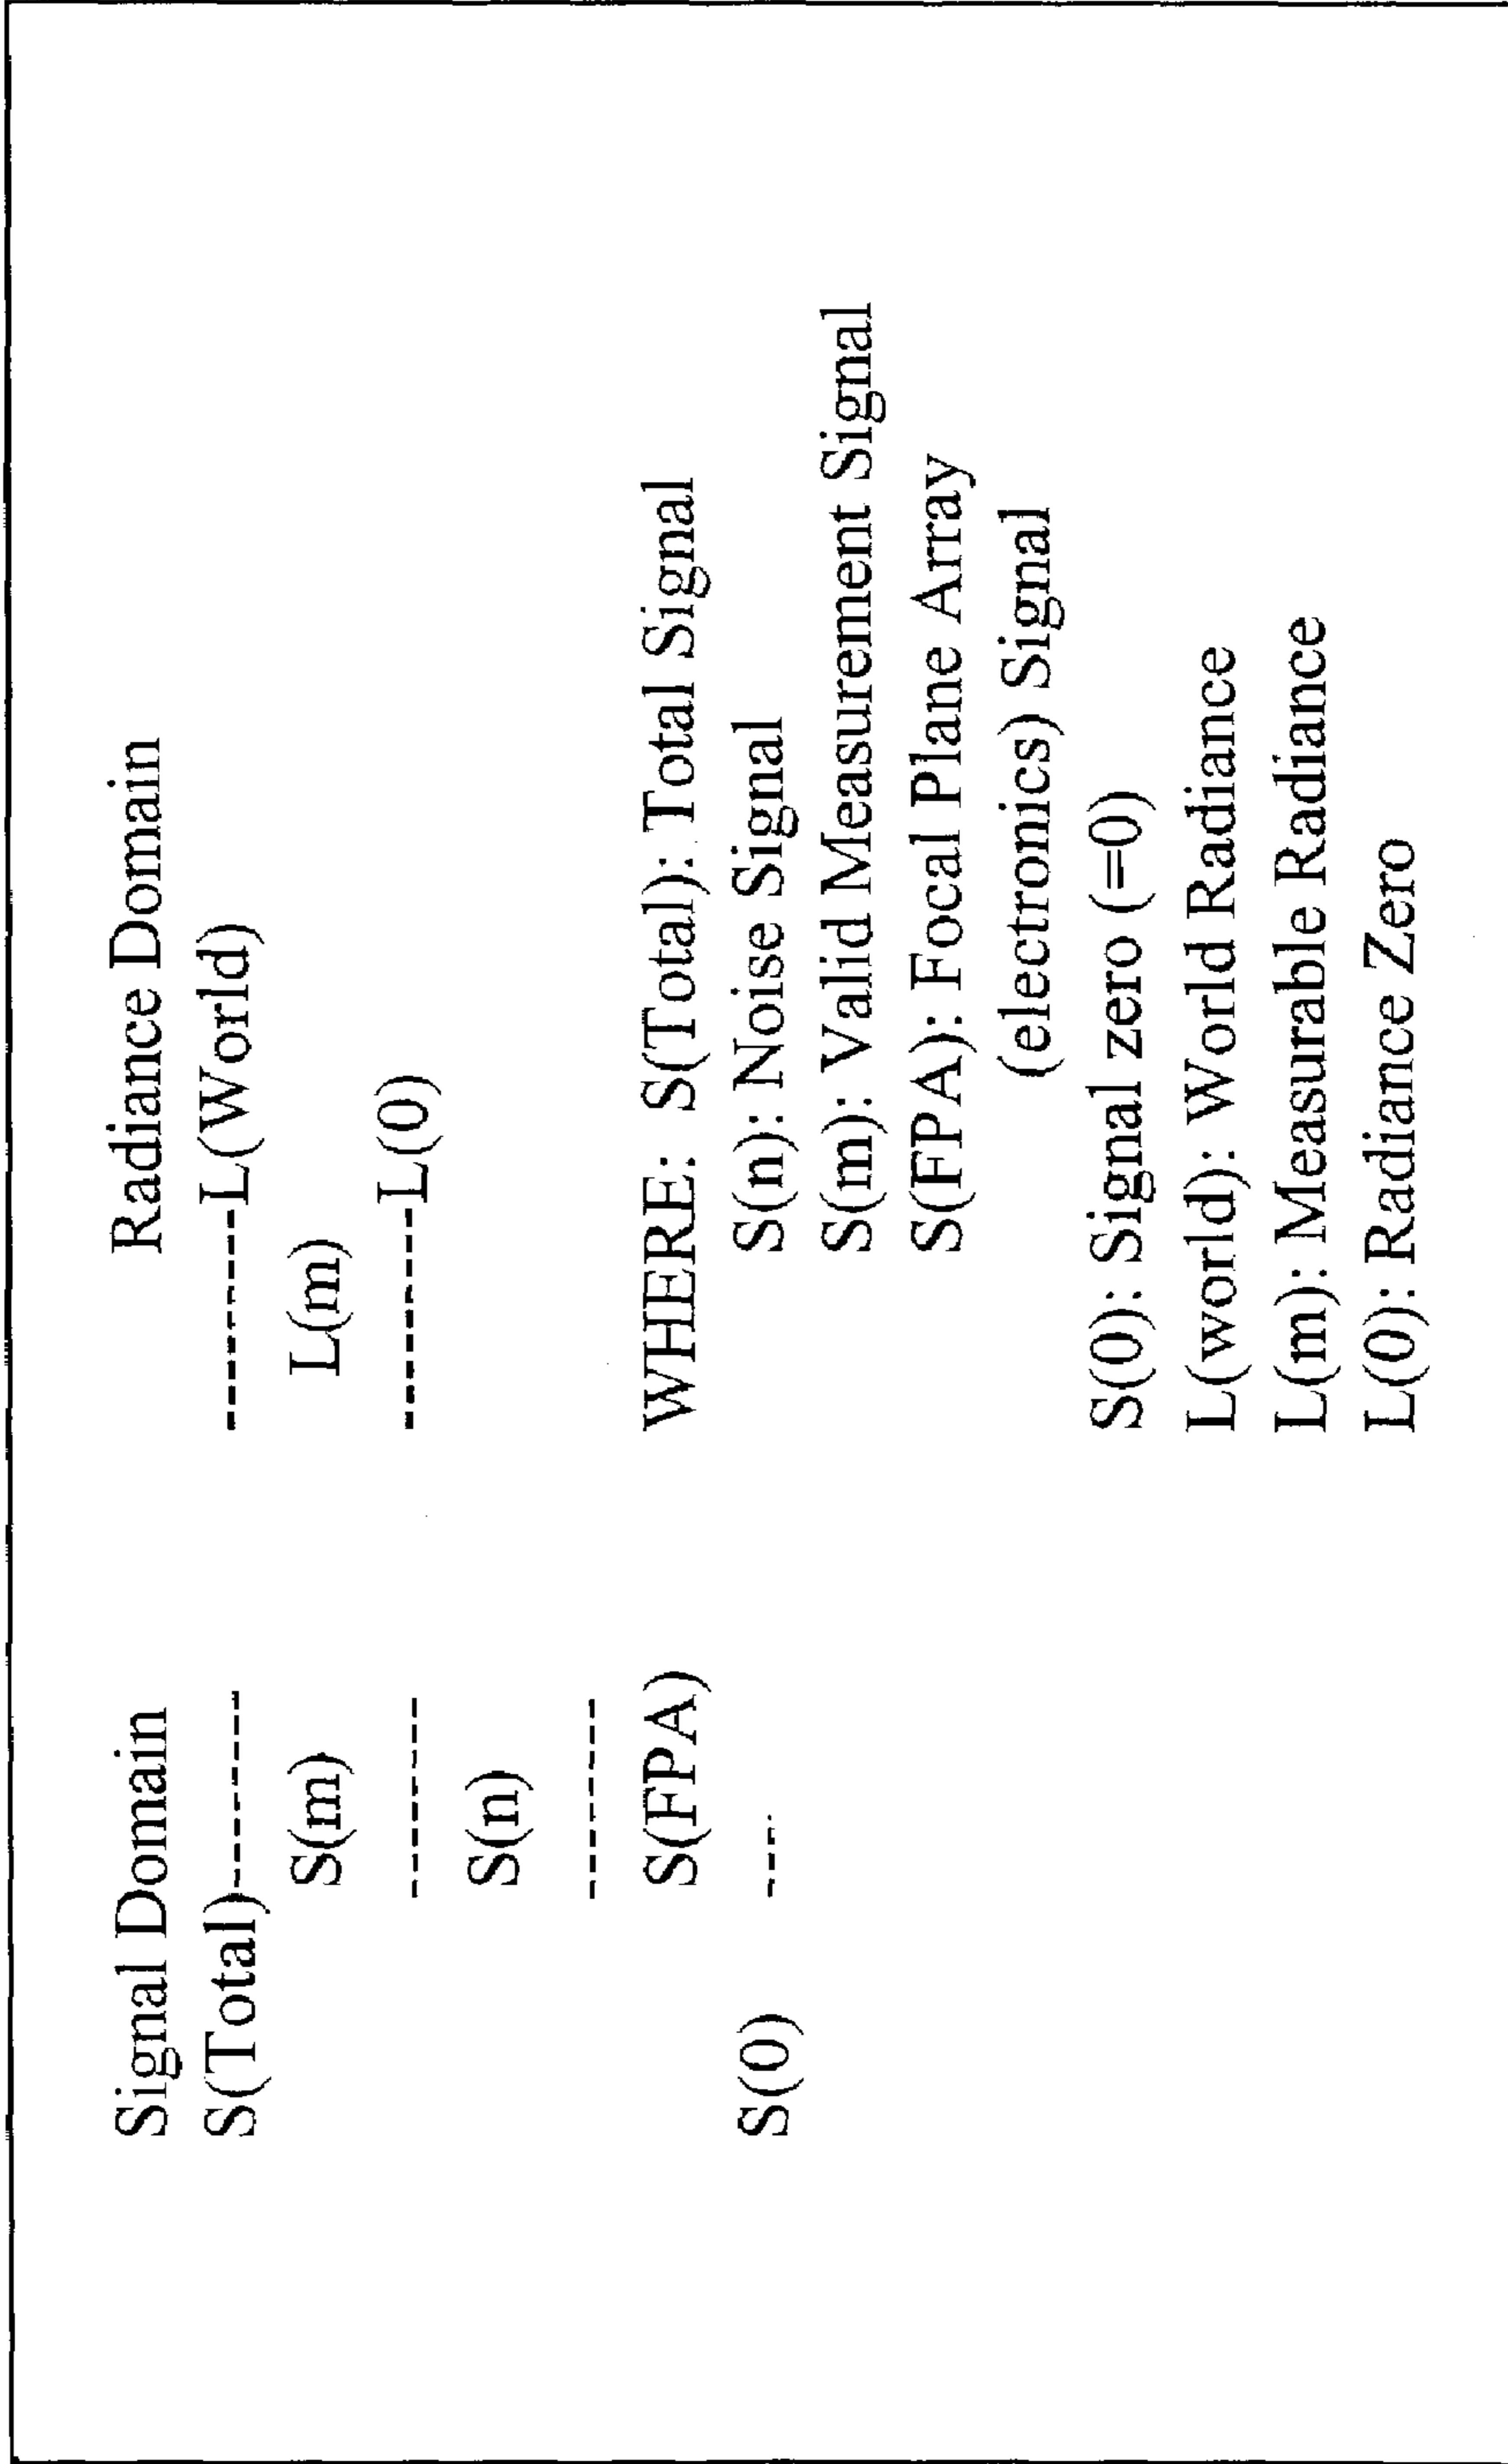 Signal Domain Radiance Domain
S(Total)--------- ----------L(World)
S(m) L(m)
--------- ----------L(0)
S(n)
---------
S(FPA) WHERE: S(Total): Total Signal
S(0) ---- S(n): Noise Signal
S(m): Valid Measurement Signal
S(FPA): Focal Plane Array
(electronics) Signal
S(0): Signal zero (=0)
L(world): World Radiance
L(m): Measurable Radiance
L(0): Radiance Zero